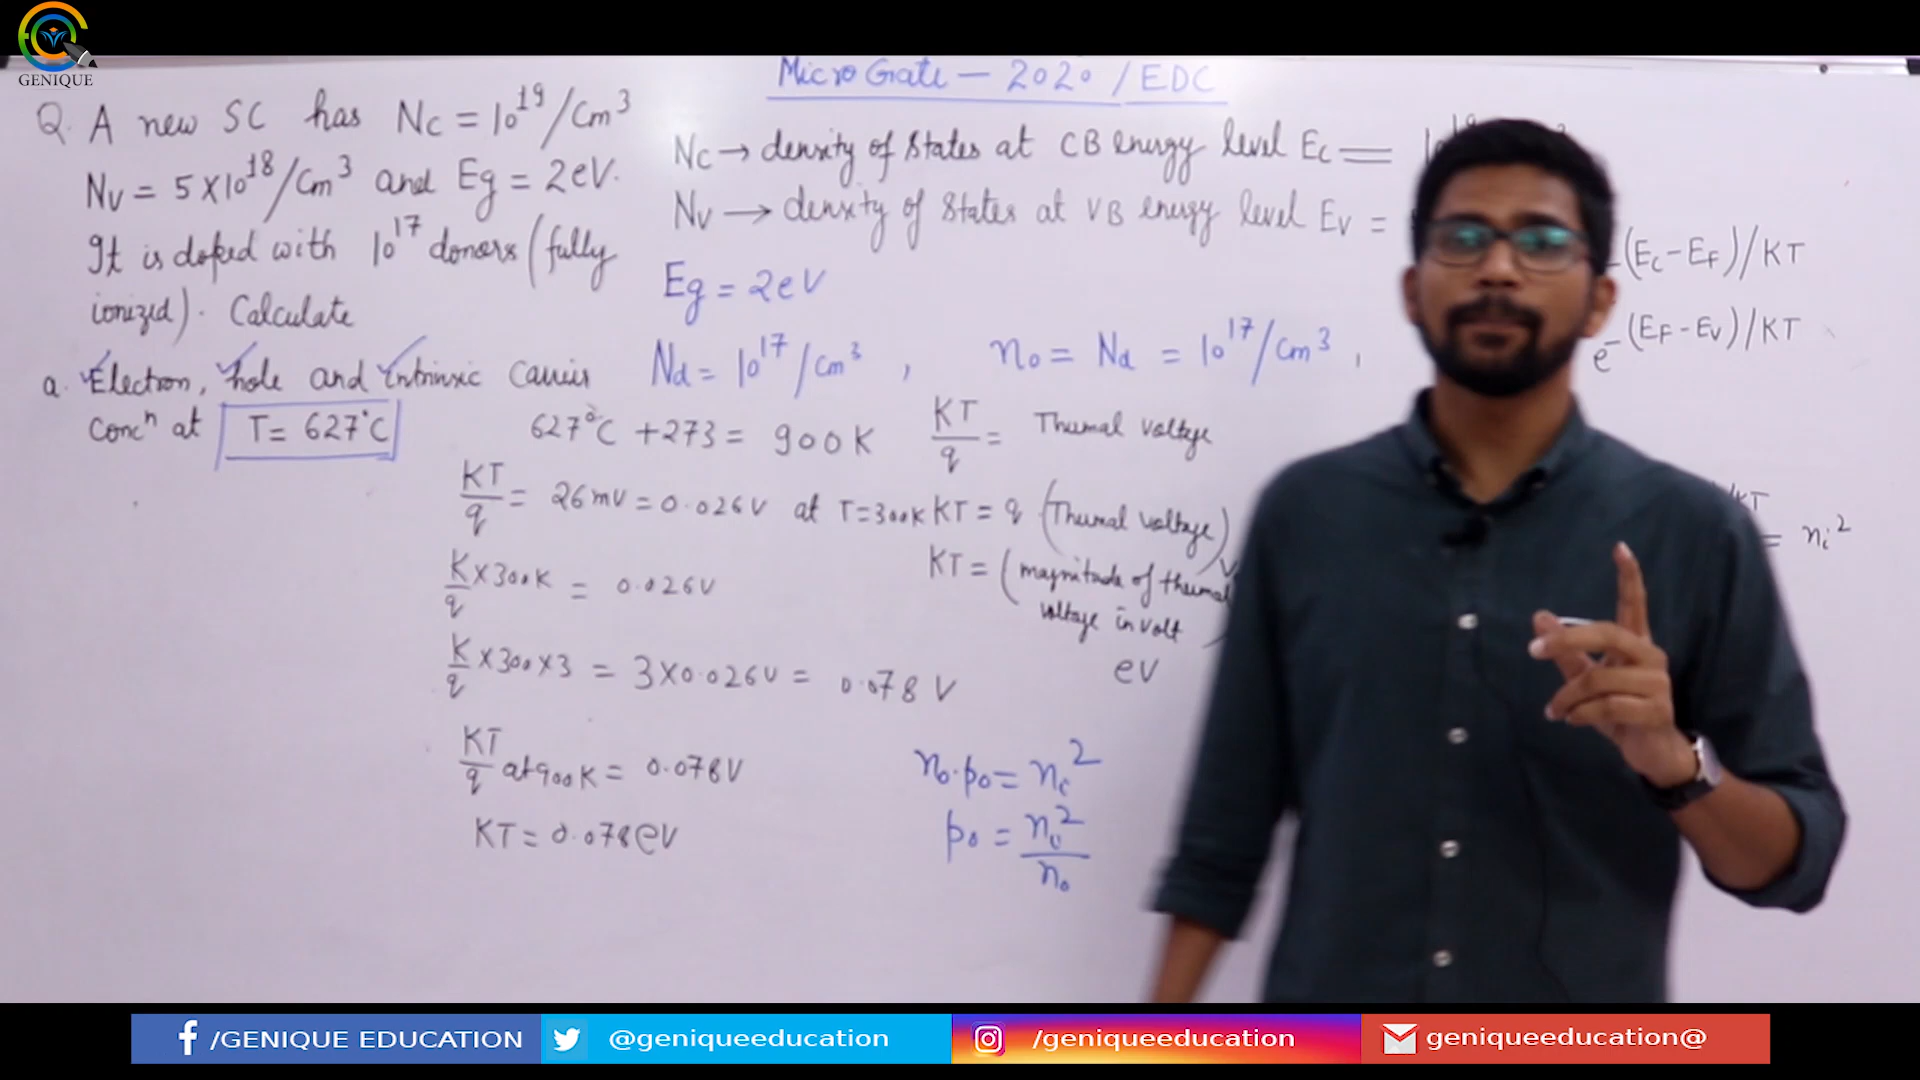 GENIQUE
Micro Gate — 2020 / EDC
Q. A new SC has Nc = 10^19/Cm^3
Nv = 5×10^18/Cm^3 and Eg = 2eV.
It is doped with 10^17 doners (fully
ionized). Calculate
a. Electron, hole and intrinsic carrier
Conc^n at T= 627°C
Nc → density of States at CB energy level Ec =
Nv → density of States at VB energy level Ev =
Eg = 2eV
Nd = 10^17/cm^3 , no = Nd = 10^17/cm^3 ,
627°C +273 = 900K
KT/q = Thermal voltage
KT/q = 26mV = 0.026V at T=300K
KT = q (Thermal voltage)
K/q ×300K = 0.026V
KT = (magnitude of thermal
voltage in volt
eV
K/q ×300×3 = 3×0.026V = 0.078 V
KT/q at 900K = 0.078V
KT = 0.078eV
no.po = ni^2
po = ni^2/no
(Ec-EF)/KT
e^-(EF-Ev)/KT
= ni^2
/GENIQUE EDUCATION
@geniqueeducation
/geniqueeducation
geniqueeducation@